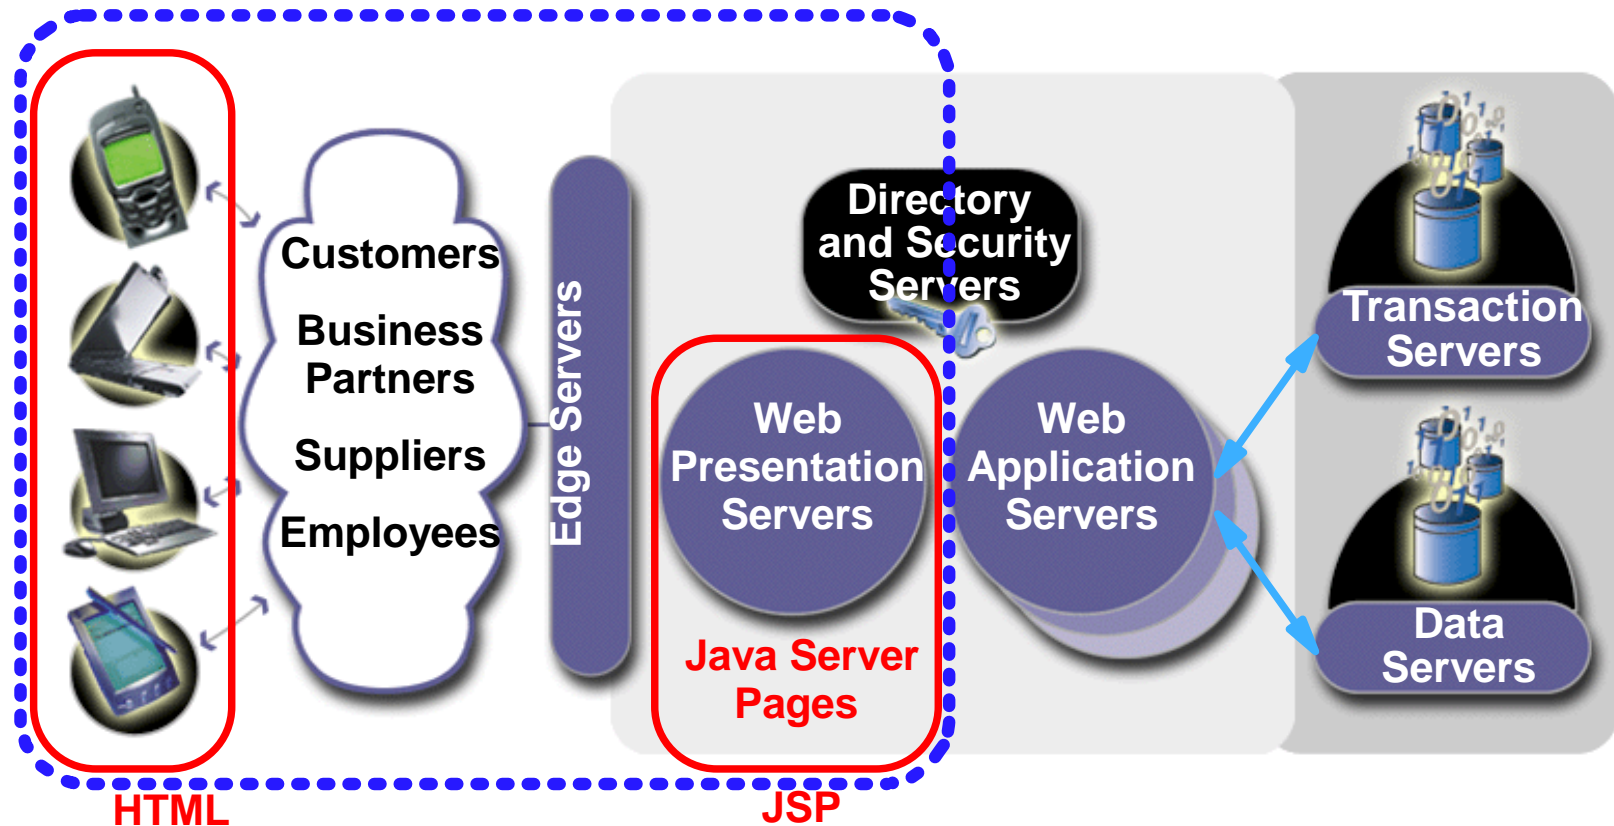 Customers
Business
Partners
Suppliers
Employees
Edge Servers
Directory
and Security
Servers
Web
Presentation
Servers
Java Server
Pages
Web
Application
Servers
Transaction
Servers
Data
Servers
HTML
JSP